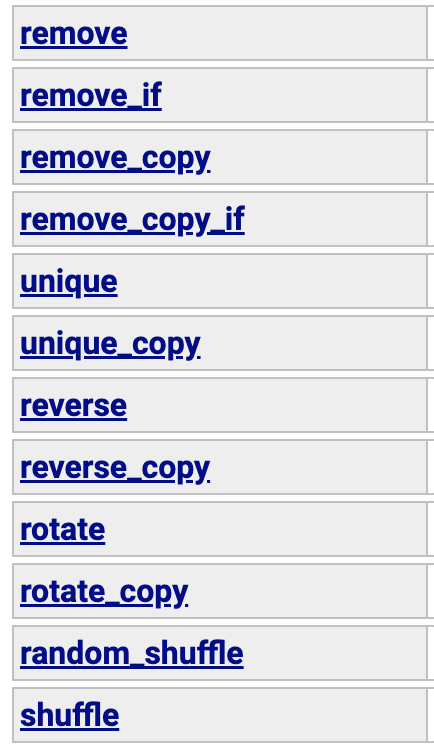 remove
remove_if
remove_copy
remove_copy_if
unique
unique_copy
reverse
reverse_copy
rotate
rotate_copy
random_shuffle
shuffle